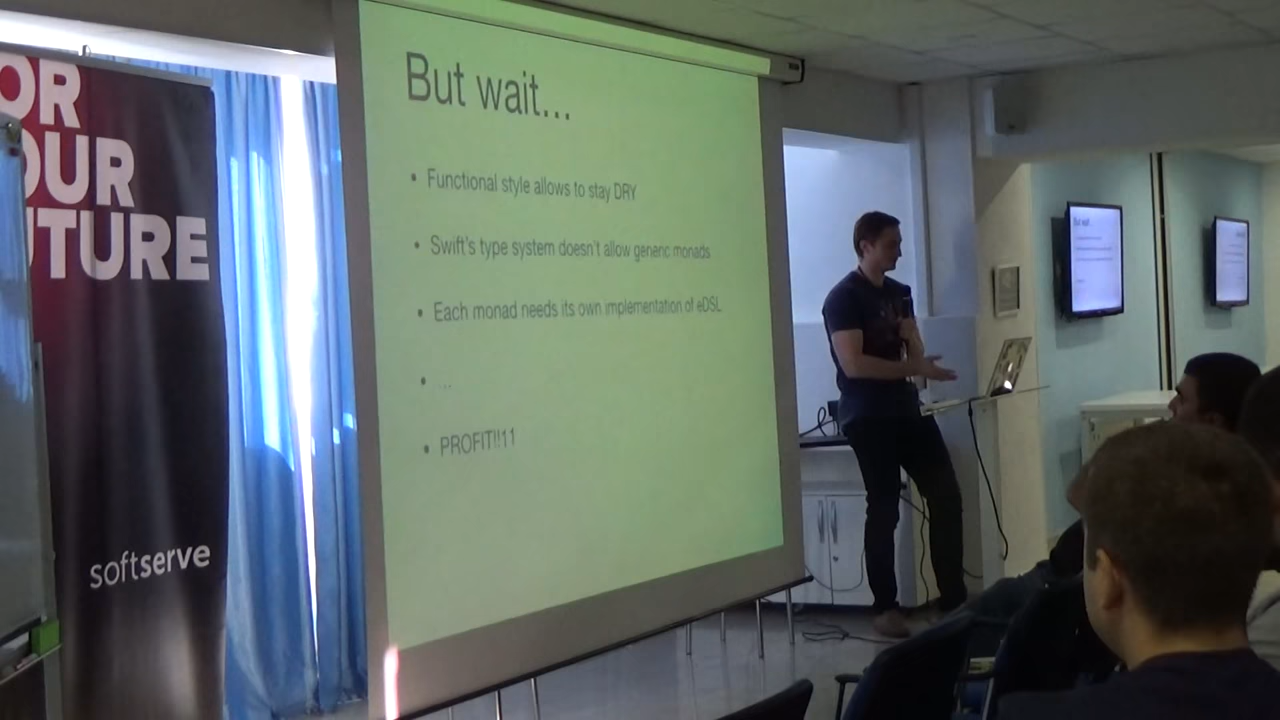 OR
OUR
UTURE
softserve
But wait...
• Functional style allows to stay DRY
• Swift's type system doesn't allow generic monads
• Each monad needs its own implementation of eDSL
• ...
• PROFIT!!11
But wait...